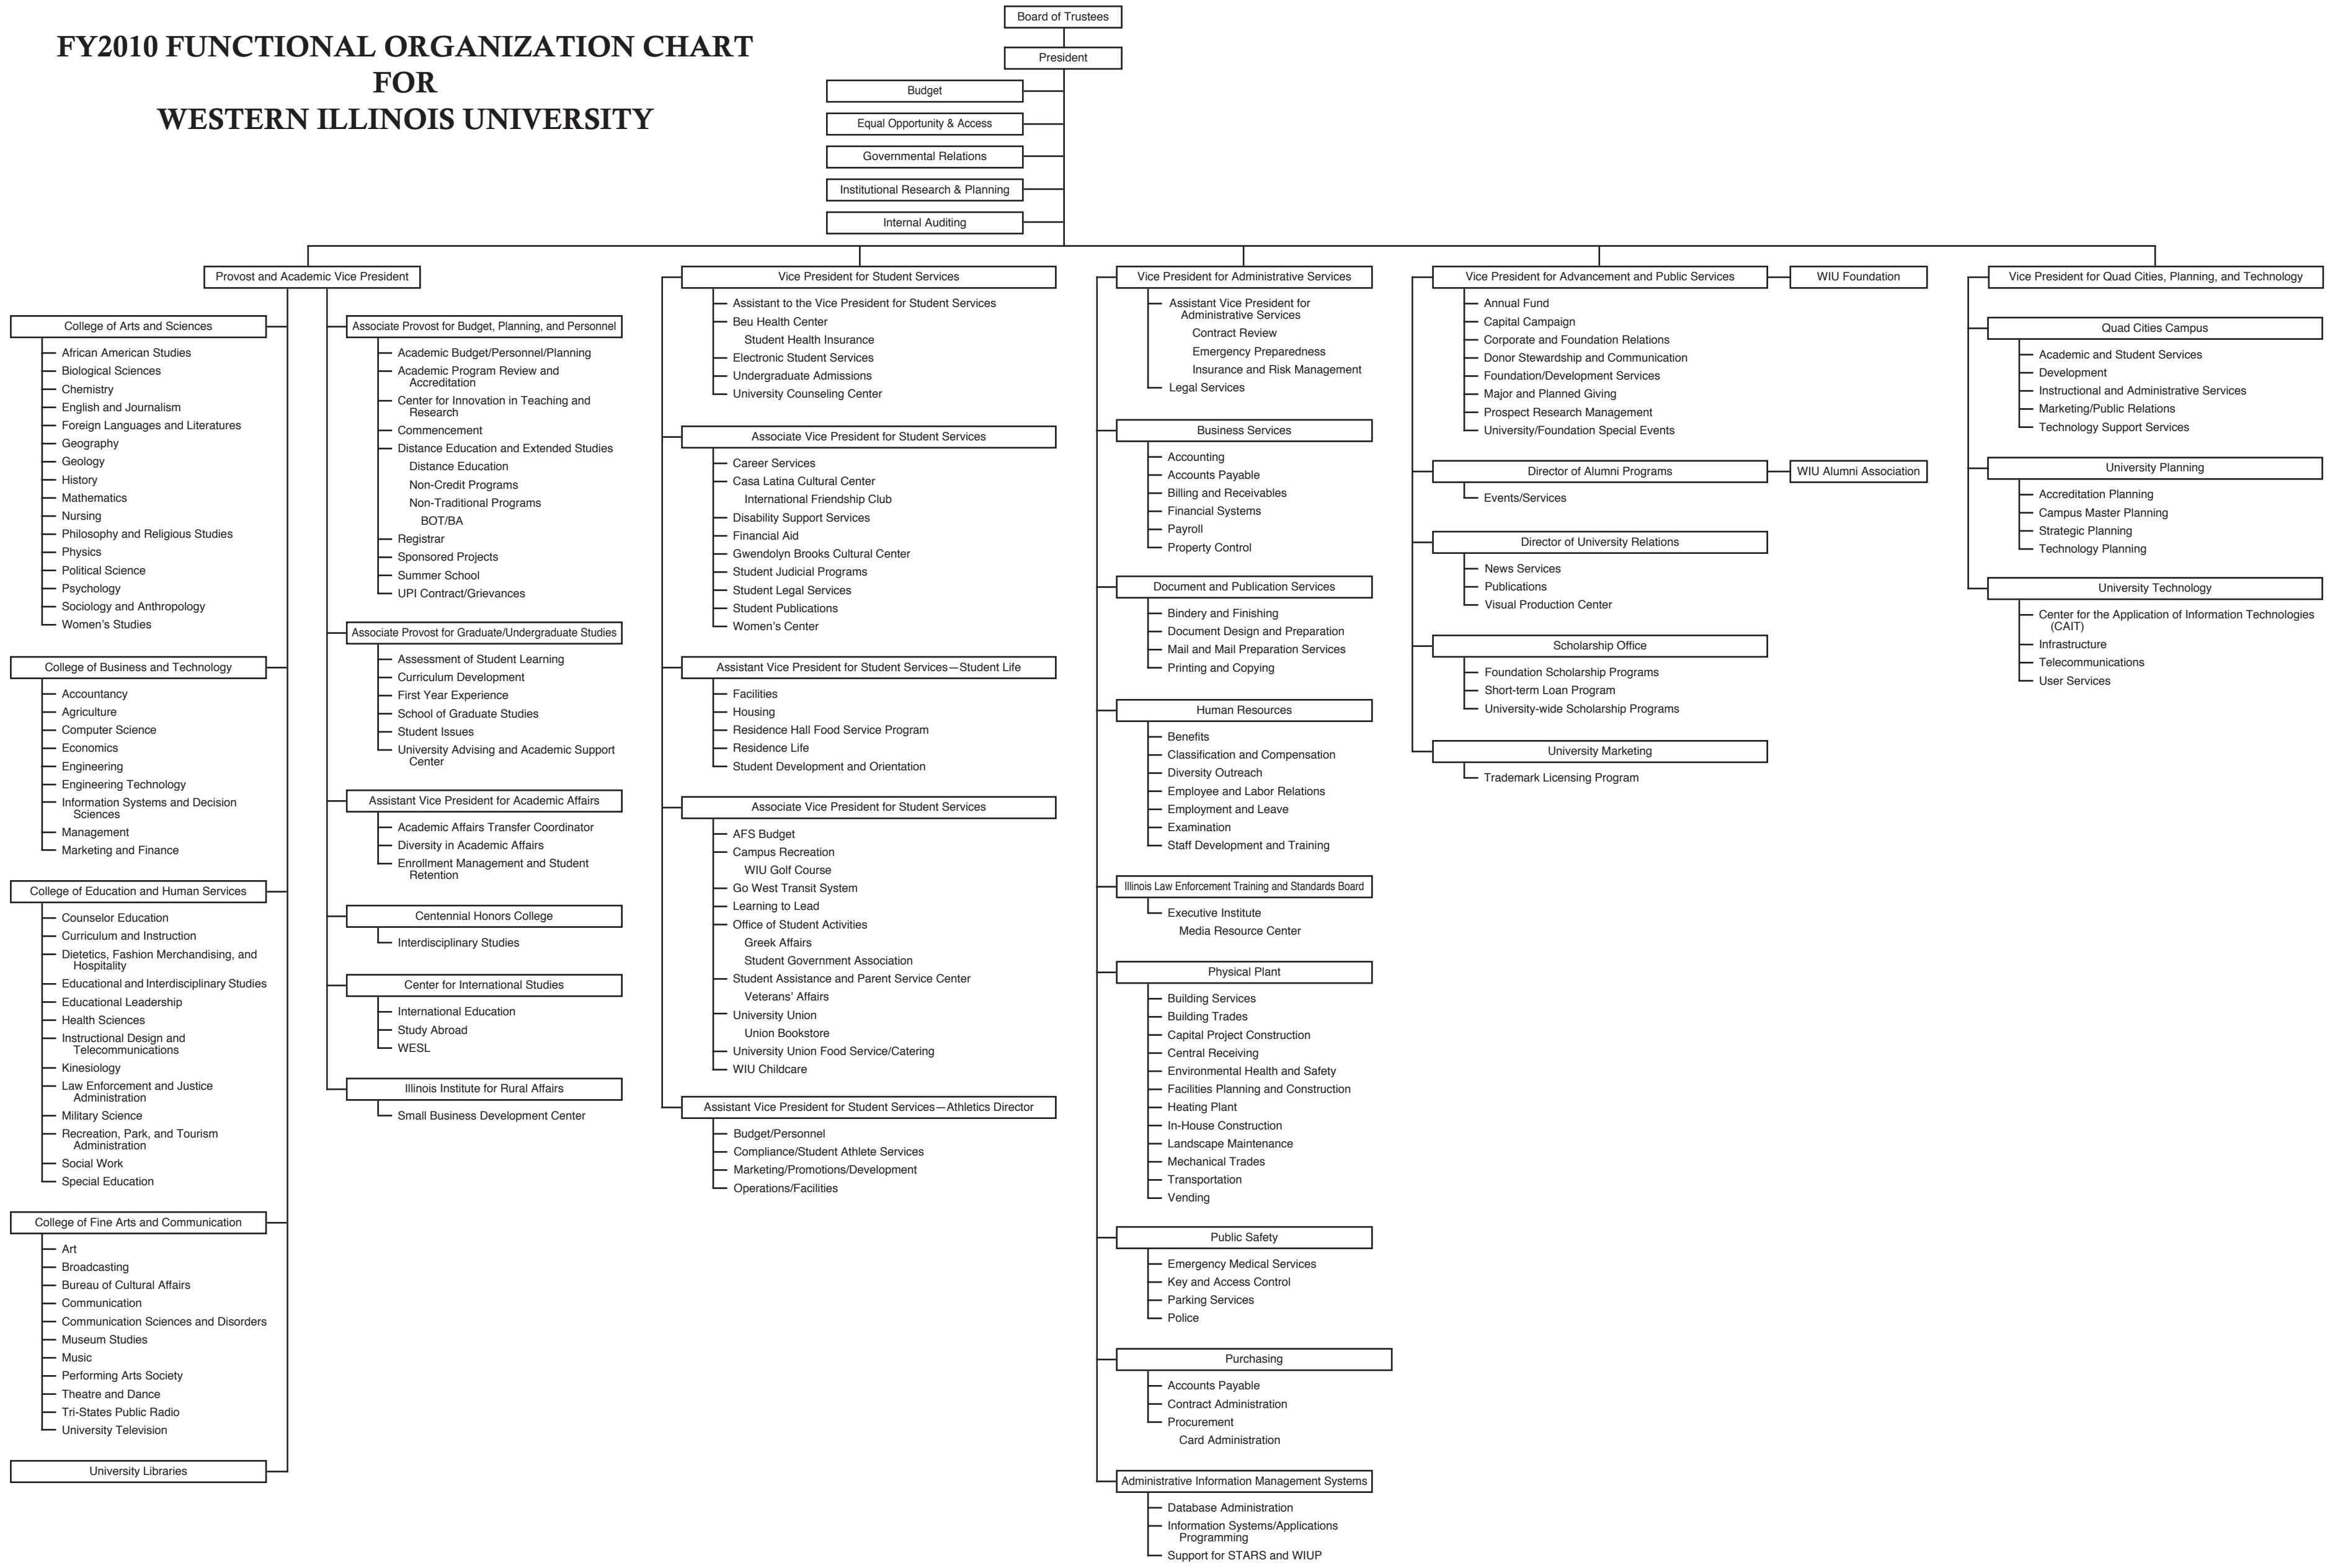 FY2010 FUNCTIONAL ORGANIZATION CHART
FOR
WESTERN ILLINOIS UNIVERSITY
Board of Trustees
President
Budget
Equal Opportunity & Access
Governmental Relations
Institutional Research & Planning
Internal Auditing
Provost and Academic Vice President
College of Arts and Sciences
African American Studies
Biological Sciences
Chemistry
English and Journalism
Foreign Languages and Literatures
Geography
Geology
History
Mathematics
Nursing
Philosophy and Religious Studies
Physics
Political Science
Psychology
Sociology and Anthropology
Women’s Studies
College of Business and Technology
Accountancy
Agriculture
Computer Science
Economics
Engineering
Engineering Technology
Information Systems and Decision
Sciences
Management
Marketing and Finance
College of Education and Human Services
Counselor Education
Curriculum and Instruction
Dietetics, Fashion Merchandising, and
Hospitality
Educational and Interdisciplinary Studies
Educational Leadership
Health Sciences
Instructional Design and
Telecommunications
Kinesiology
Law Enforcement and Justice
Administration
Military Science
Recreation, Park, and Tourism
Administration
Social Work
Special Education
College of Fine Arts and Communication
Art
Broadcasting
Bureau of Cultural Affairs
Communication
Communication Sciences and Disorders
Museum Studies
Music
Performing Arts Society
Theatre and Dance
Tri-States Public Radio
University Television
University Libraries
Associate Provost for Budget, Planning, and Personnel
Academic Budget/Personnel/Planning
Academic Program Review and
Accreditation
Center for Innovation in Teaching and
Research
Commencement
Distance Education and Extended Studies
Distance Education
Non-Credit Programs
Non-Traditional Programs
BOT/BA
Registrar
Sponsored Projects
Summer School
UPI Contract/Grievances
Associate Provost for Graduate/Undergraduate Studies
Assessment of Student Learning
Curriculum Development
First Year Experience
School of Graduate Studies
Student Issues
University Advising and Academic Support
Center
Assistant Vice President for Academic Affairs
Academic Affairs Transfer Coordinator
Diversity in Academic Affairs
Enrollment Management and Student
Retention
Centennial Honors College
Interdisciplinary Studies
Center for International Studies
International Education
Study Abroad
WESL
Illinois Institute for Rural Affairs
Small Business Development Center
Vice President for Student Services
Assistant to the Vice President for Student Services
Beu Health Center
Student Health Insurance
Electronic Student Services
Undergraduate Admissions
University Counseling Center
Associate Vice President for Student Services
Career Services
Casa Latina Cultural Center
International Friendship Club
Disability Support Services
Financial Aid
Gwendolyn Brooks Cultural Center
Student Judicial Programs
Student Legal Services
Student Publications
Women’s Center
Assistant Vice President for Student Services—Student Life
Facilities
Housing
Residence Hall Food Service Program
Residence Life
Student Development and Orientation
Associate Vice President for Student Services
AFS Budget
Campus Recreation
WIU Golf Course
Go West Transit System
Learning to Lead
Office of Student Activities
Greek Affairs
Student Government Association
Student Assistance and Parent Service Center
Veterans’ Affairs
University Union
Union Bookstore
University Union Food Service/Catering
WIU Childcare
Assistant Vice President for Student Services—Athletics Director
Budget/Personnel
Compliance/Student Athlete Services
Marketing/Promotions/Development
Operations/Facilities
Vice President for Administrative Services
Assistant Vice President for
Administrative Services
Contract Review
Emergency Preparedness
Insurance and Risk Management
Legal Services
Business Services
Accounting
Accounts Payable
Billing and Receivables
Financial Systems
Payroll
Property Control
Document and Publication Services
Bindery and Finishing
Document Design and Preparation
Mail and Mail Preparation Services
Printing and Copying
Human Resources
Benefits
Classification and Compensation
Diversity Outreach
Employee and Labor Relations
Employment and Leave
Examination
Staff Development and Training
Illinois Law Enforcement Training and Standards Board
Executive Institute
Media Resource Center
Physical Plant
Building Services
Building Trades
Capital Project Construction
Central Receiving
Environmental Health and Safety
Facilities Planning and Construction
Heating Plant
In-House Construction
Landscape Maintenance
Mechanical Trades
Transportation
Vending
Public Safety
Emergency Medical Services
Key and Access Control
Parking Services
Police
Purchasing
Accounts Payable
Contract Administration
Procurement
Card Administration
Administrative Information Management Systems
Database Administration
Information Systems/Applications
Programming
Support for STARS and WIUP
Vice President for Advancement and Public Services
WIU Foundation
Annual Fund
Capital Campaign
Corporate and Foundation Relations
Donor Stewardship and Communication
Foundation/Development Services
Major and Planned Giving
Prospect Research Management
University/Foundation Special Events
Director of Alumni Programs
WIU Alumni Association
Events/Services
Director of University Relations
News Services
Publications
Visual Production Center
Scholarship Office
Foundation Scholarship Programs
Short-term Loan Program
University-wide Scholarship Programs
University Marketing
Trademark Licensing Program
Vice President for Quad Cities, Planning, and Technology
Quad Cities Campus
Academic and Student Services
Development
Instructional and Administrative Services
Marketing/Public Relations
Technology Support Services
University Planning
Accreditation Planning
Campus Master Planning
Strategic Planning
Technology Planning
University Technology
Center for the Application of Information Technologies
(CAIT)
Infrastructure
Telecommunications
User Services